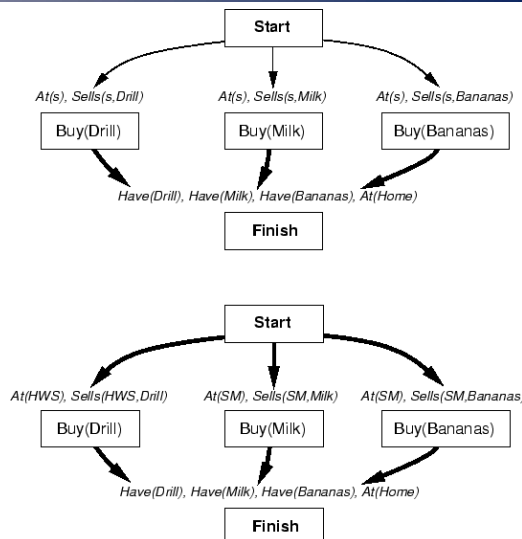 Start
At(s), Sells(s,Drill) At(s), Sells(s,Milk) At(s), Sells(s,Bananas)
Buy(Drill) Buy(Milk) Buy(Bananas)
Have(Drill), Have(Milk), Have(Bananas), At(Home)
Finish
Start
At(HWS), Sells(HWS,Drill) At(SM), Sells(SM,Milk) At(SM), Sells(SM,Bananas
Buy(Drill) Buy(Milk) Buy(Bananas)
Have(Drill), Have(Milk), Have(Bananas), At(Home)
Finish